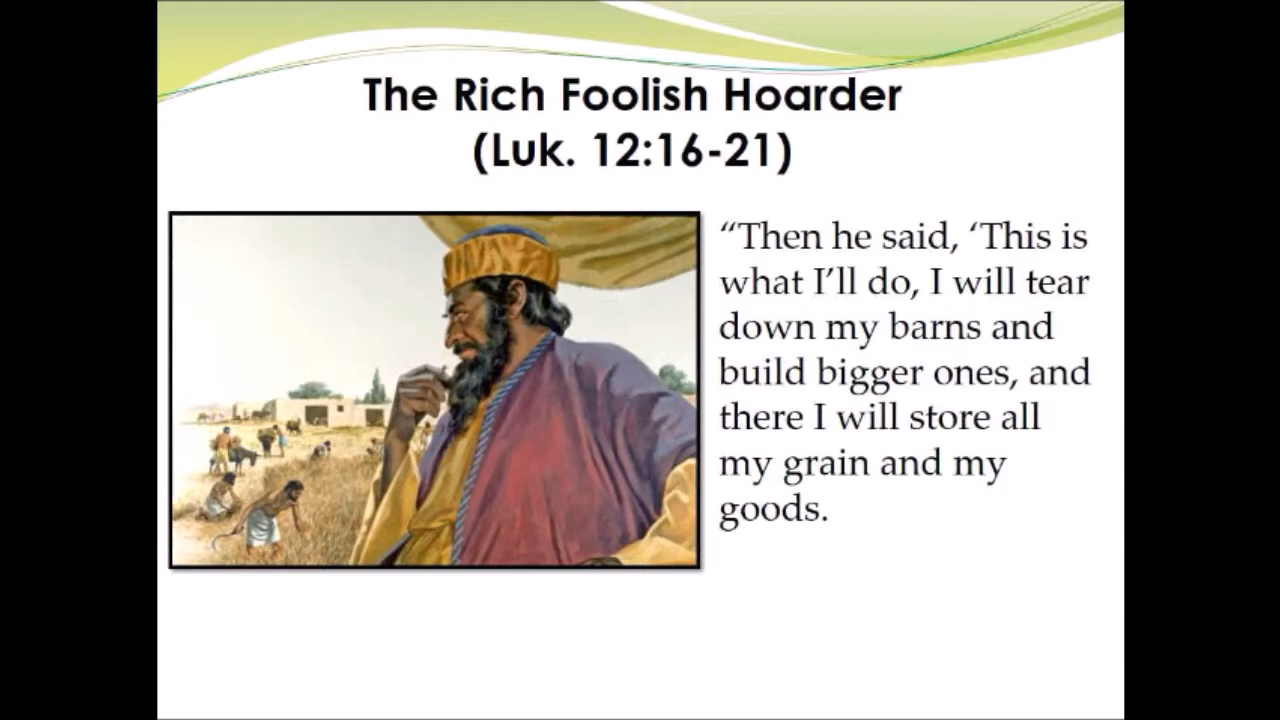 The Rich Foolish Hoarder
(Luk. 12:16-21)
“Then he said, ‘This is
what I’ll do, I will tear
down my barns and
build bigger ones, and
there I will store all
my grain and my
goods.